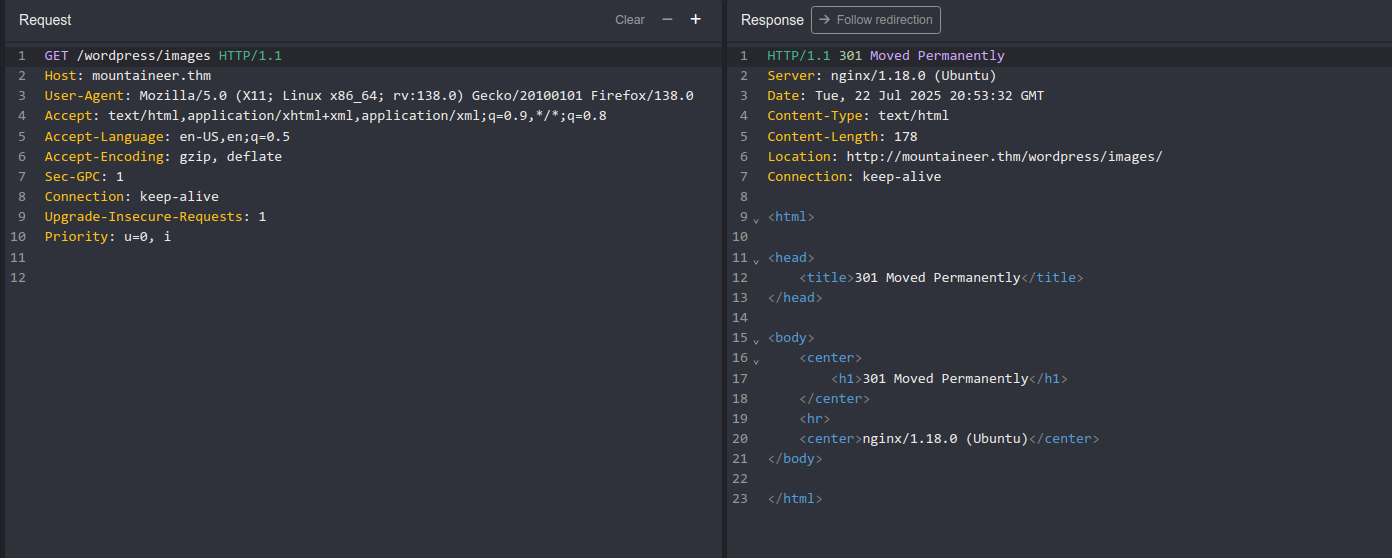 Request
Clear
1 GET /wordpress/images HTTP/1.1
2 Host: mountaineer.thm
3 User-Agent: Mozilla/5.0 (X11; Linux x86_64; rv:138.0) Gecko/20100101 Firefox/138.0
4 Accept: text/html,application/xhtml+xml,application/xml;q=0.9,*/*;q=0.8
5 Accept-Language: en-US,en;q=0.5
6 Accept-Encoding: gzip, deflate
7 Sec-GPC: 1
8 Connection: keep-alive
9 Upgrade-Insecure-Requests: 1
10 Priority: u=0, i
11
12
Response
Follow redirection
1 HTTP/1.1 301 Moved Permanently
2 Server: nginx/1.18.0 (Ubuntu)
3 Date: Tue, 22 Jul 2025 20:53:32 GMT
4 Content-Type: text/html
5 Content-Length: 178
6 Location: http://mountaineer.thm/wordpress/images/
7 Connection: keep-alive
8
9 <html>
10
11 <head>
12     <title>301 Moved Permanently</title>
13 </head>
14
15 <body>
16     <center>
17         <h1>301 Moved Permanently</h1>
18     </center>
19     <hr>
20     <center>nginx/1.18.0 (Ubuntu)</center>
21 </body>
22
23 </html>